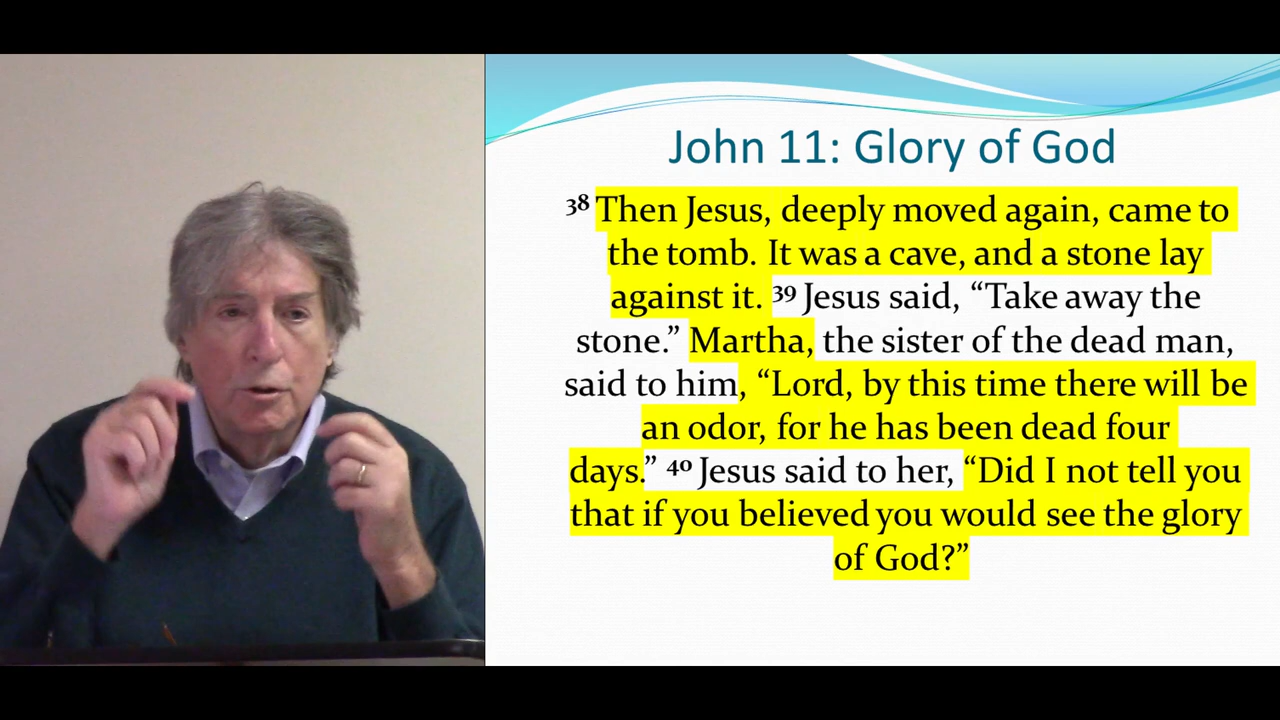 John 11: Glory of God
38 Then Jesus, deeply moved again, came to
the tomb. It was a cave, and a stone lay
against it. 39 Jesus said, “Take away the
stone.” Martha, the sister of the dead man,
said to him, “Lord, by this time there will be
an odor, for he has been dead four
days.” 40 Jesus said to her, “Did I not tell you
that if you believed you would see the glory
of God?”